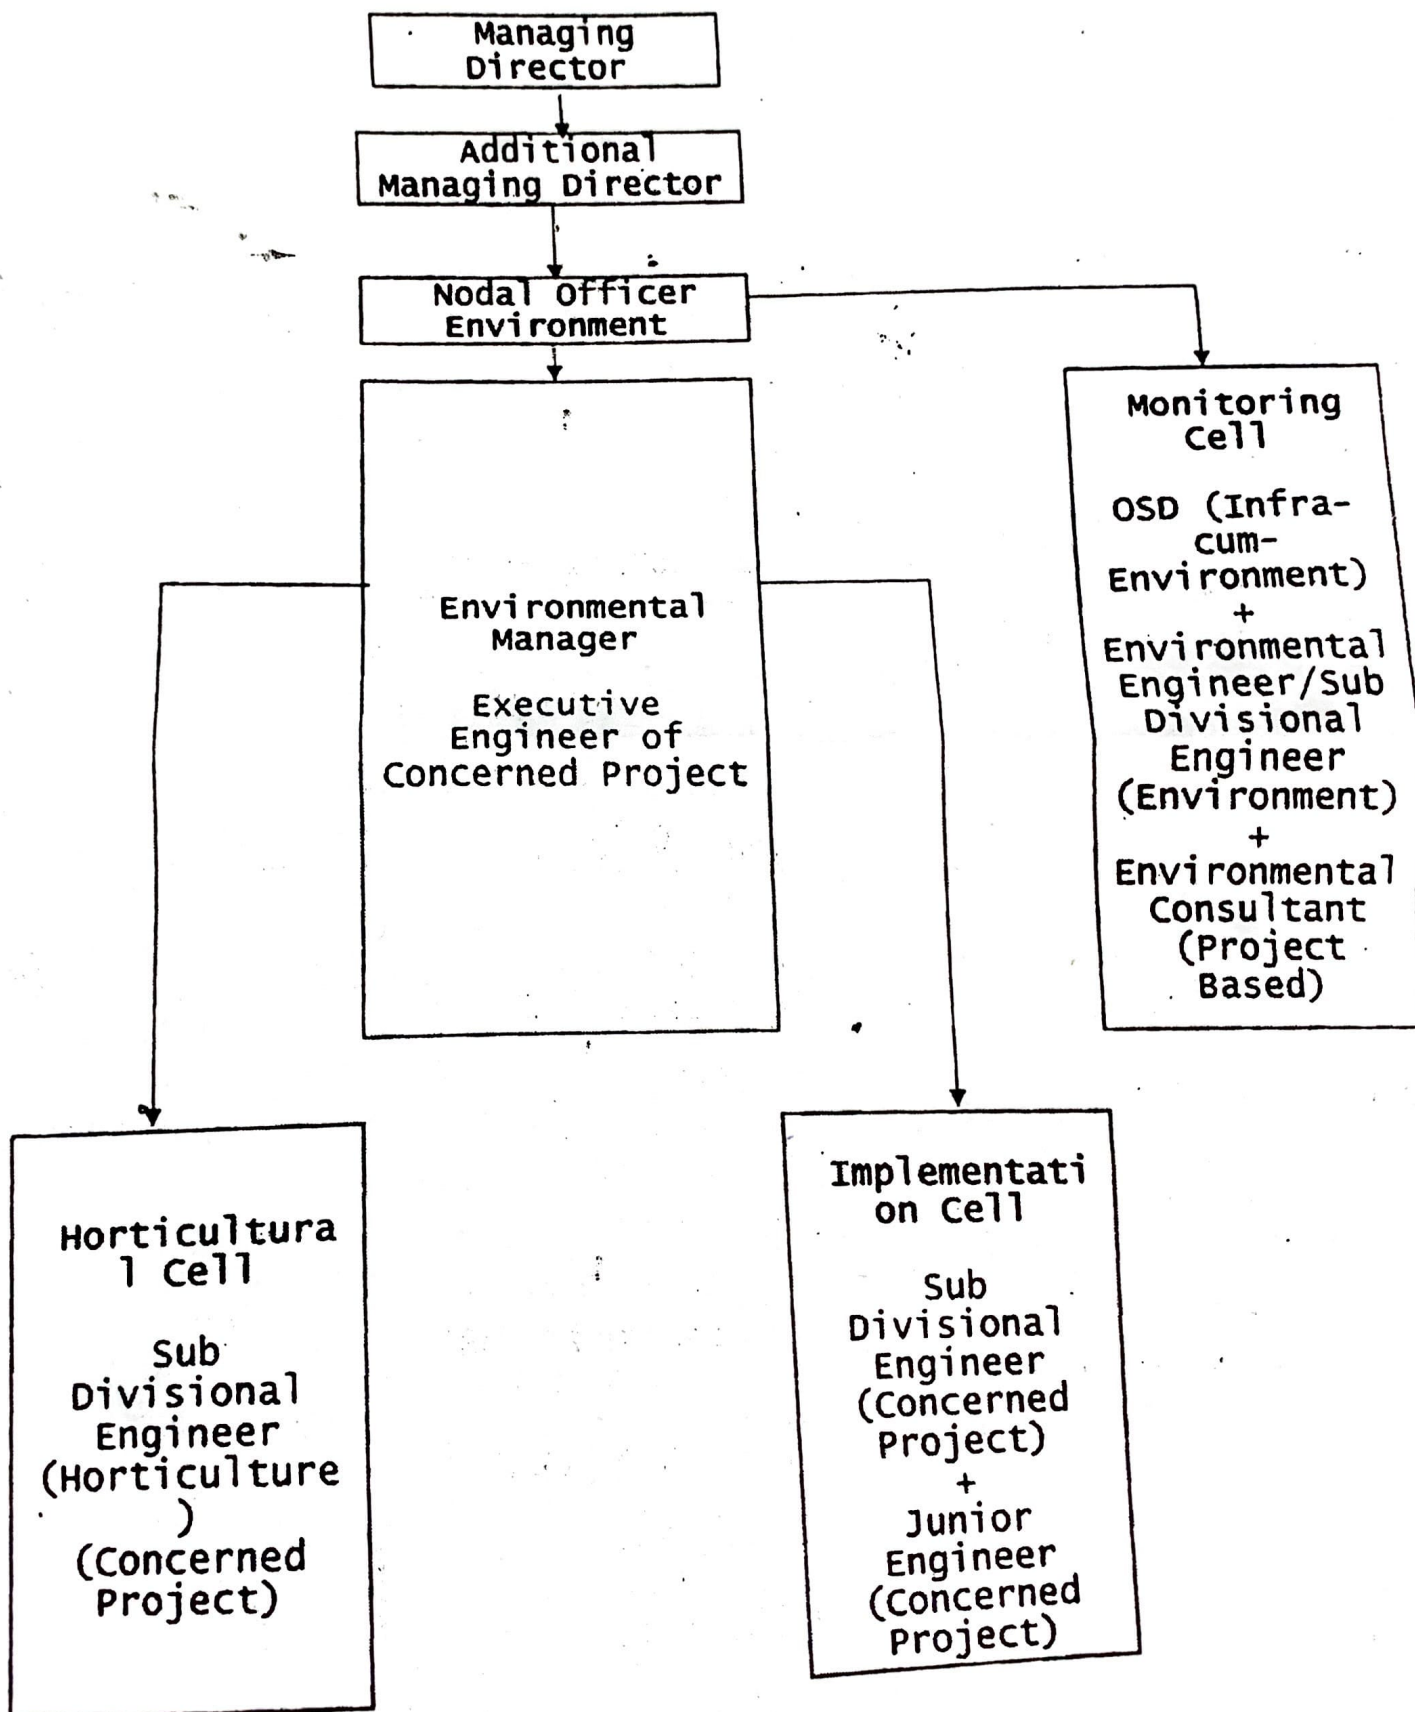 Managing
Director
Additional
Managing Director
Nodal Officer
Environment
Environmental
Manager
Executive
Engineer of
Concerned Project
Monitoring
Cell
OSD (Infra-
cum-
Environment)
+
Environmental
Engineer/Sub
Divisional
Engineer
(Environment)
+
Environmental
Consultant
(Project
Based)
Horticultura
l Cell
Sub
Divisional
Engineer
(Horticulture
)
(Concerned
Project)
Implementati
on Cell
Sub
Divisional
Engineer
(Concerned
Project)
+
Junior
Engineer
(Concerned
Project)